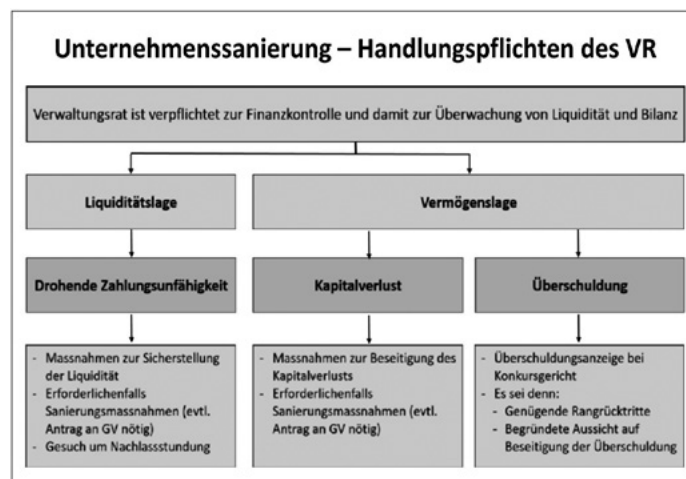 Unternehmenssanierung – Handlungspflichten des VR
Verwaltungsrat ist verpflichtet zur Finanzkontrolle und damit zur Überwachung von Liquidität und Bilanz
Liquiditätslage
Vermögenslage
Drohende Zahlungsunfähigkeit
Kapitalverlust
Überschuldung
- Massnahmen zur Sicherstellung
der Liquidität
- Erforderlichenfalls
Sanierungsmassnahmen (evtl.
Antrag an GV nötig)
- Gesuch um Nachlassstundung
- Massnahmen zur Beseitigung des
Kapitalverlusts
- Erforderlichenfalls
Sanierungsmassnahmen (evtl.
Antrag an GV nötig)
- Überschuldungsanzeige bei
Konkursgericht
- Es sei denn:
- Genügende Rangrücktritte
- Begründete Aussicht auf
Beseitigung der Überschuldung